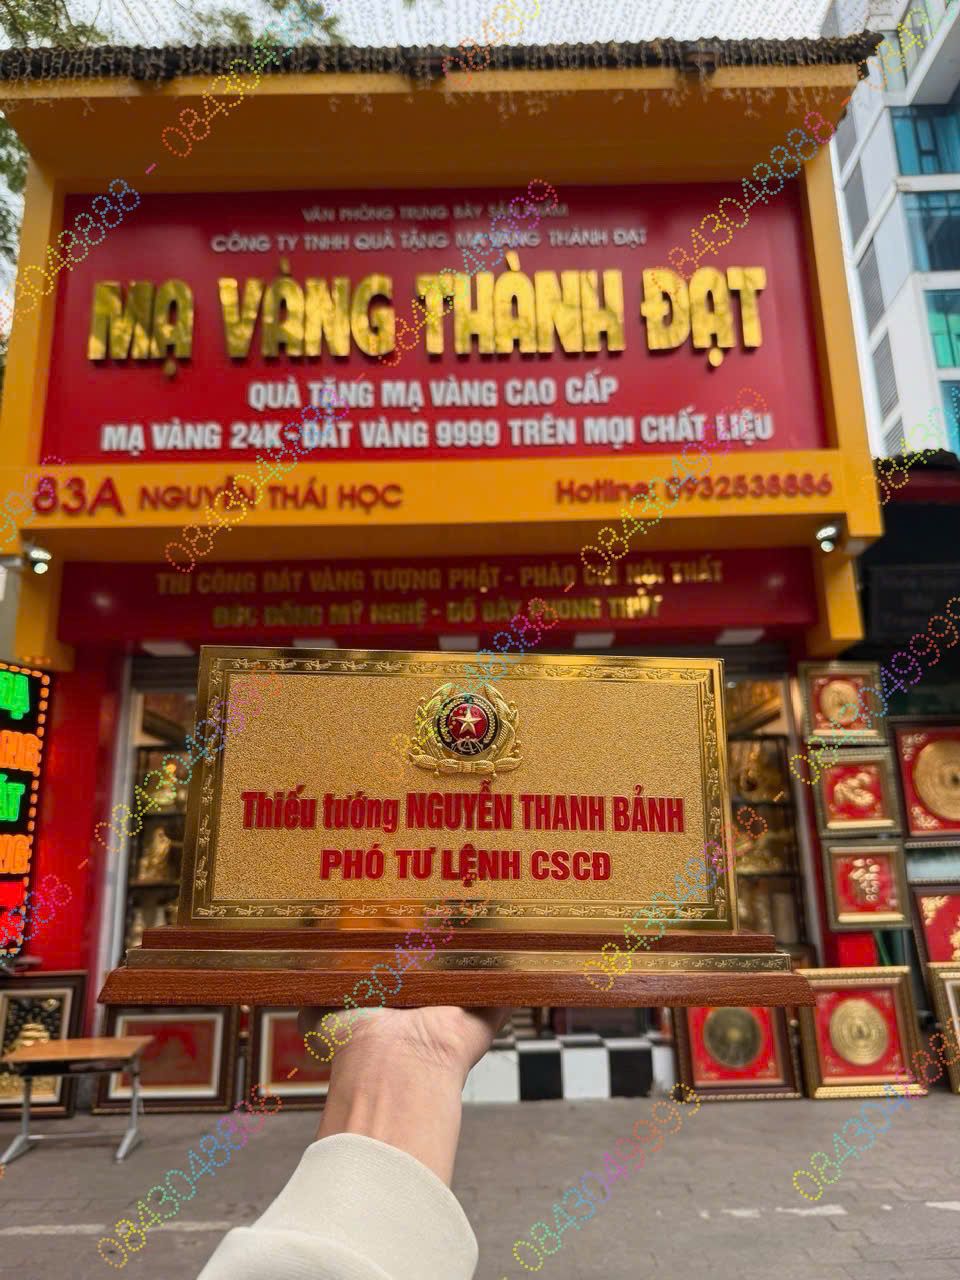 VĂN PHÒNG TRƯNG BÀY SẢN PHẨM
CÔNG TY TNHH QUÀ TẶNG MẠ VÀNG THÀNH ĐẠT
MẠ VÀNG THÀNH ĐẠT
QUÀ TẶNG MẠ VÀNG CAO CẤP
MẠ VÀNG 24K - DÁT VÀNG 9999 TRÊN MỌI CHẤT LIỆU
83A NGUYỄN THÁI HỌC
Hotline: 0932538886
THI CÔNG DÁT VÀNG TƯỢNG PHẬT - PHÀO CHỈ NỘI THẤT
ĐÚC ĐỒNG MỸ NGHỆ - ĐỒ BÀY PHONG THỦY
Thiếu tướng NGUYỄN THANH BẢNH
PHÓ TƯ LỆNH CSCĐ
0843048888 - 0843049999